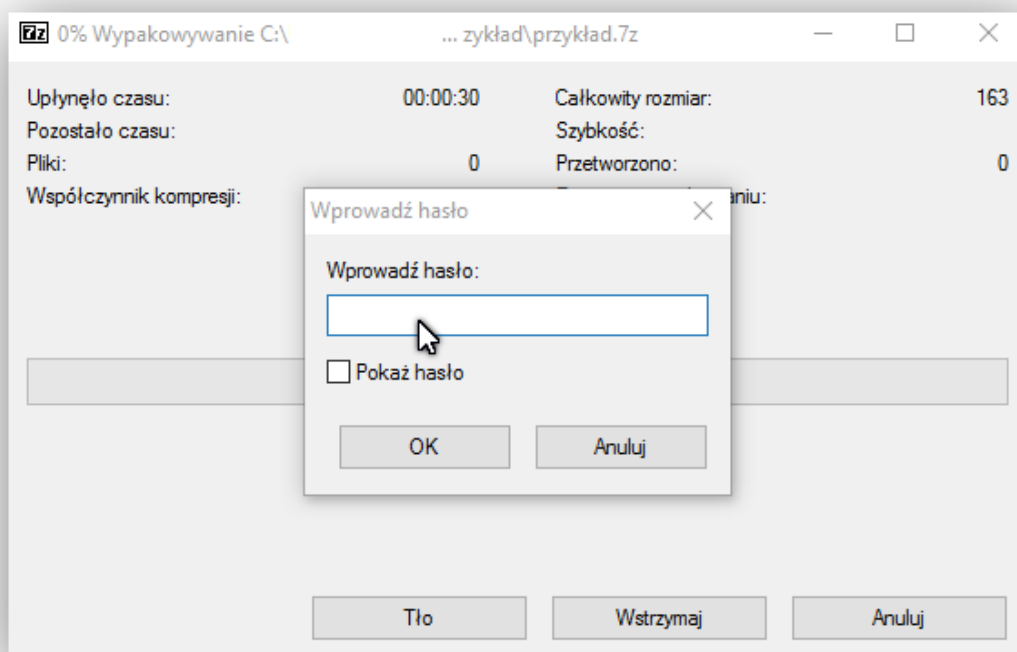 7z 0% Wypakowywanie C:\ ... zykład\przykład.7z
Upłynęło czasu: 00:00:30 Całkowity rozmiar: 163
Pozostało czasu: Szybkość:
Pliki: 0 Przetworzono: 0
Współczynnik kompresji: aniu:
Wprowadź hasło
Wprowadź hasło:
Pokaż hasło
OK Anuluj
Tło Wstrzymaj Anuluj